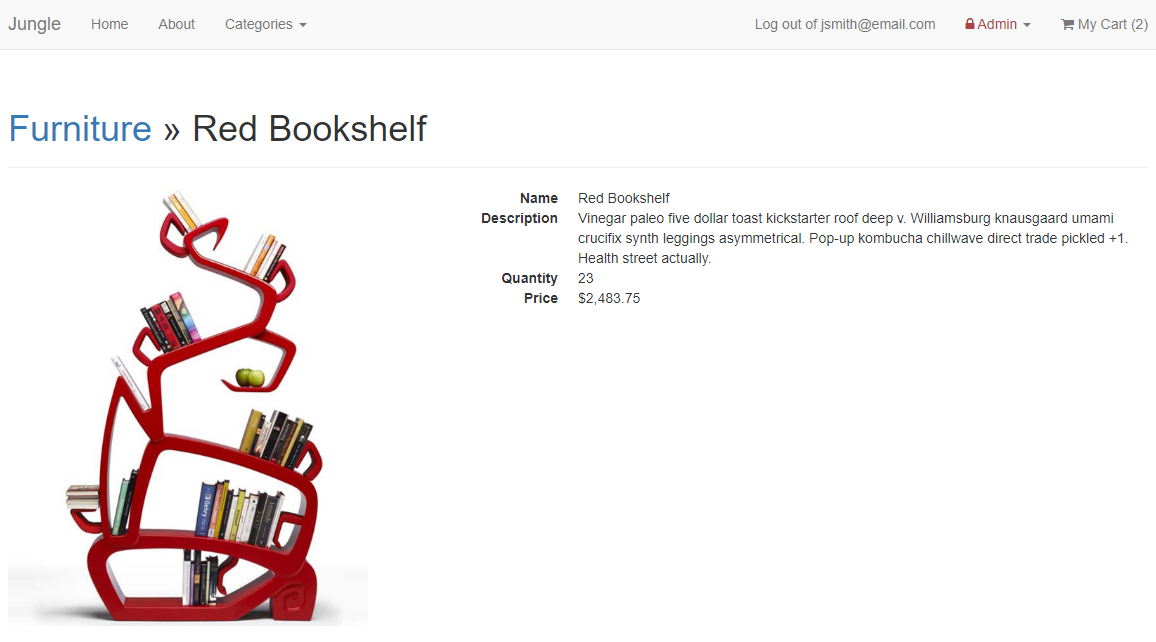 Jungle Home About Categories Log out of jsmith@email.com Admin My Cart (2)
Furniture » Red Bookshelf
Name Red Bookshelf
Description Vinegar paleo five dollar toast kickstarter roof deep v. Williamsburg knausgaard umami
crucifix synth leggings asymmetrical. Pop-up kombucha chillwave direct trade pickled +1.
Health street actually.
Quantity 23
Price $2,483.75